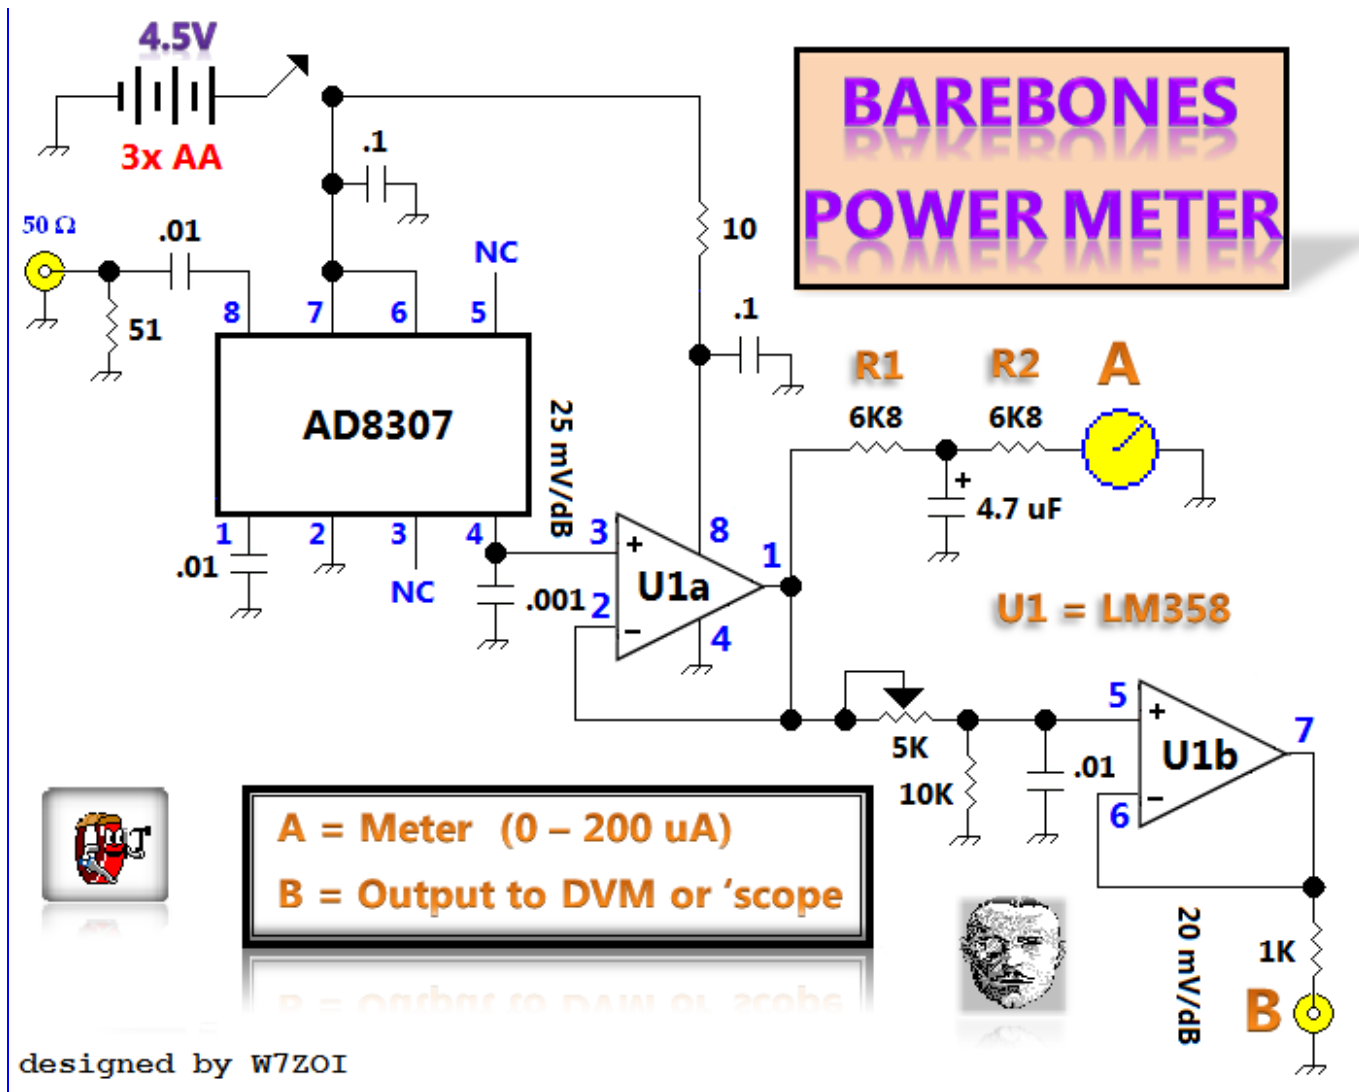 4.5V
3x AA
BAREBONES
POWER METER
.1
50 Ω
.01
NC
10
51
8
7
6
5
.1
AD8307
25 mV/dB
R1
R2
A
6K8
6K8
4.7 uF
1
2
3
4
.01
NC
.001
3
2
8
1
4
U1a
U1 = LM358
5K
10K
.01
5
6
7
U1b
A = Meter (0 – 200 uA)
B = Output to DVM or 'scope
20 mV/dB
1K
B
designed by W7ZOI